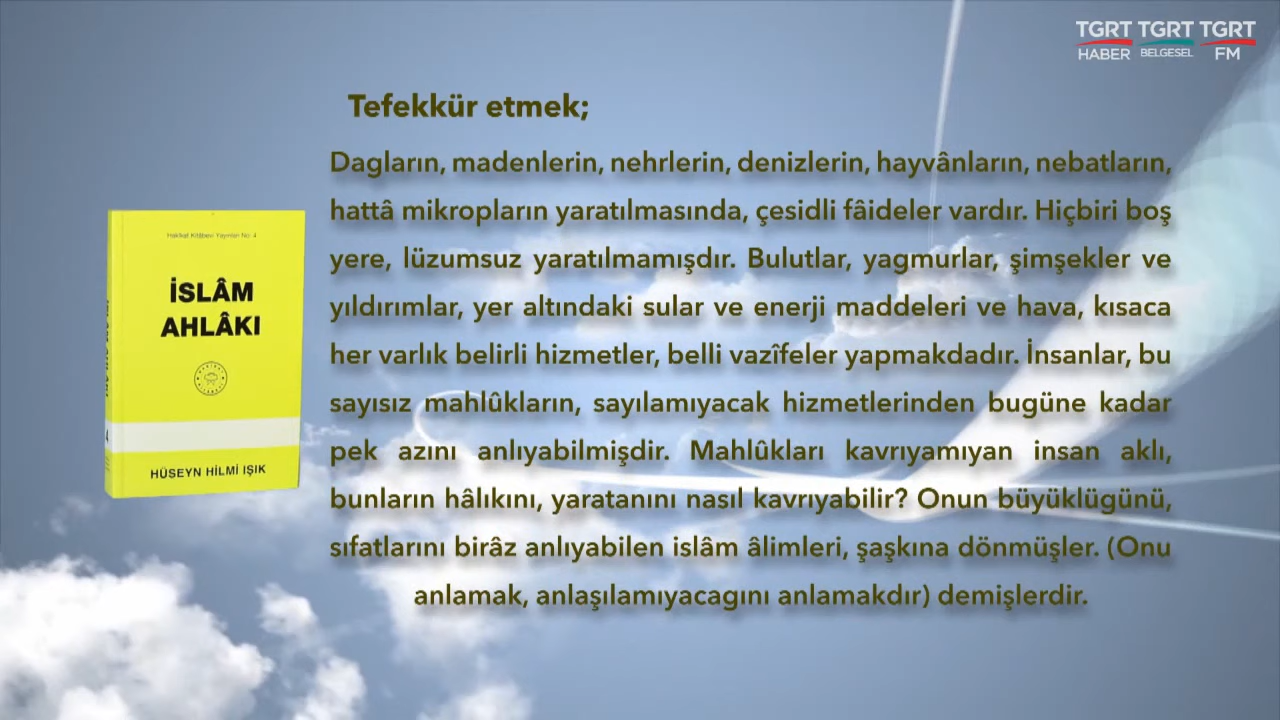 TGRT HABER
TGRT BELGESEL
TGRT FM
Tefekkür etmek;
Dagların, madenlerin, nehrlerin, denizlerin, hayvânların, nebatların,
hattâ mikropların yaratılmasında, çesidli fâideler vardır. Hiçbiri boş
yere, lüzumsuz yaratılmamışdır. Bulutlar, yagmurlar, şimşekler ve
yıldırımlar, yer altındaki sular ve enerji maddeleri ve hava, kısaca
her varlık belirli hizmetler, belli vazîfeler yapmakdadır. İnsanlar, bu
sayısız mahlûkların, sayılamıyacak hizmetlerinden bugüne kadar
pek azını anlıyabilmişdir. Mahlûkları kavrıyamıyan insan aklı,
bunların hâlıkını, yaratanını nasıl kavrıyabilir? Onun büyüklügünü,
sıfatlarını birâz anlıyabilen islâm âlimleri, şaşkına dönmüşler. (Onu
anlamak, anlaşılamıyacagını anlamakdır) demişlerdir.
Hakîkat Kitâbevi Yayınları No: 4
İSLÂM
AHLÂKI
HÜSEYN HİLMİ IŞIK